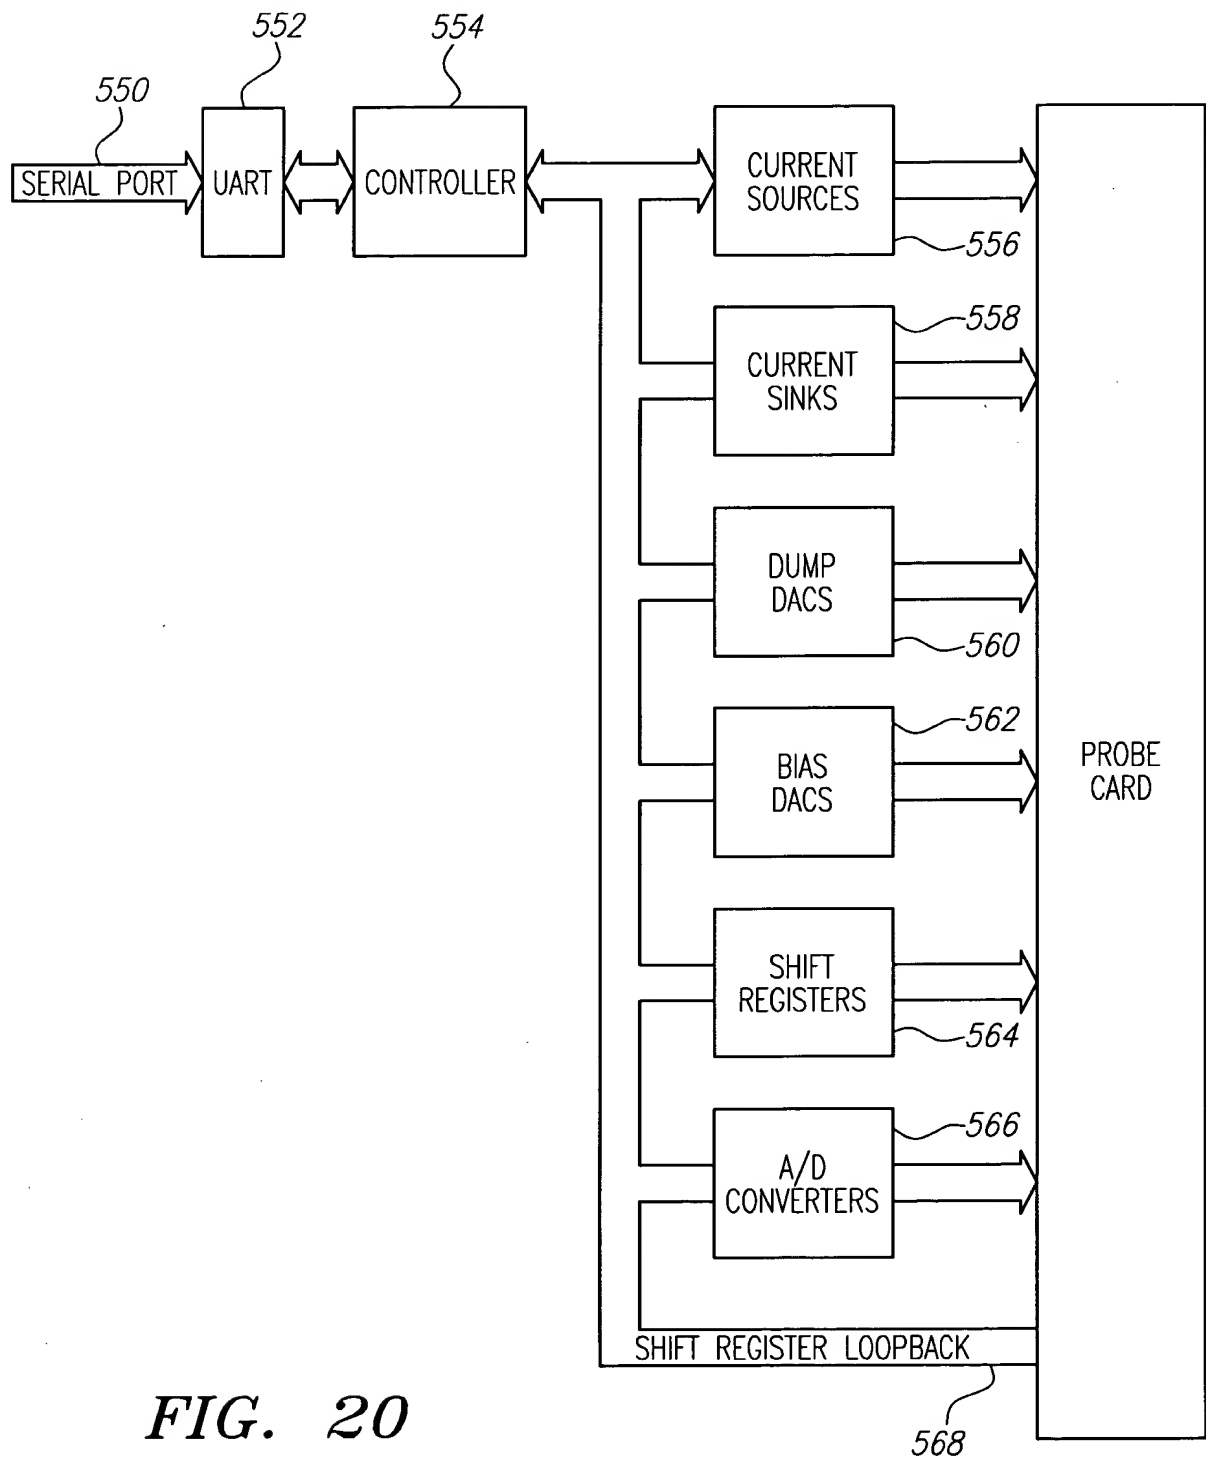 552
554
550
SERIAL PORT
UART
CONTROLLER
CURRENT
SOURCES
556
558
CURRENT
SINKS
DUMP
DACS
560
562
BIAS
DACS
PROBE
CARD
SHIFT
REGISTERS
564
566
A/D
CONVERTERS
SHIFT REGISTER LOOPBACK
568
FIG. 20